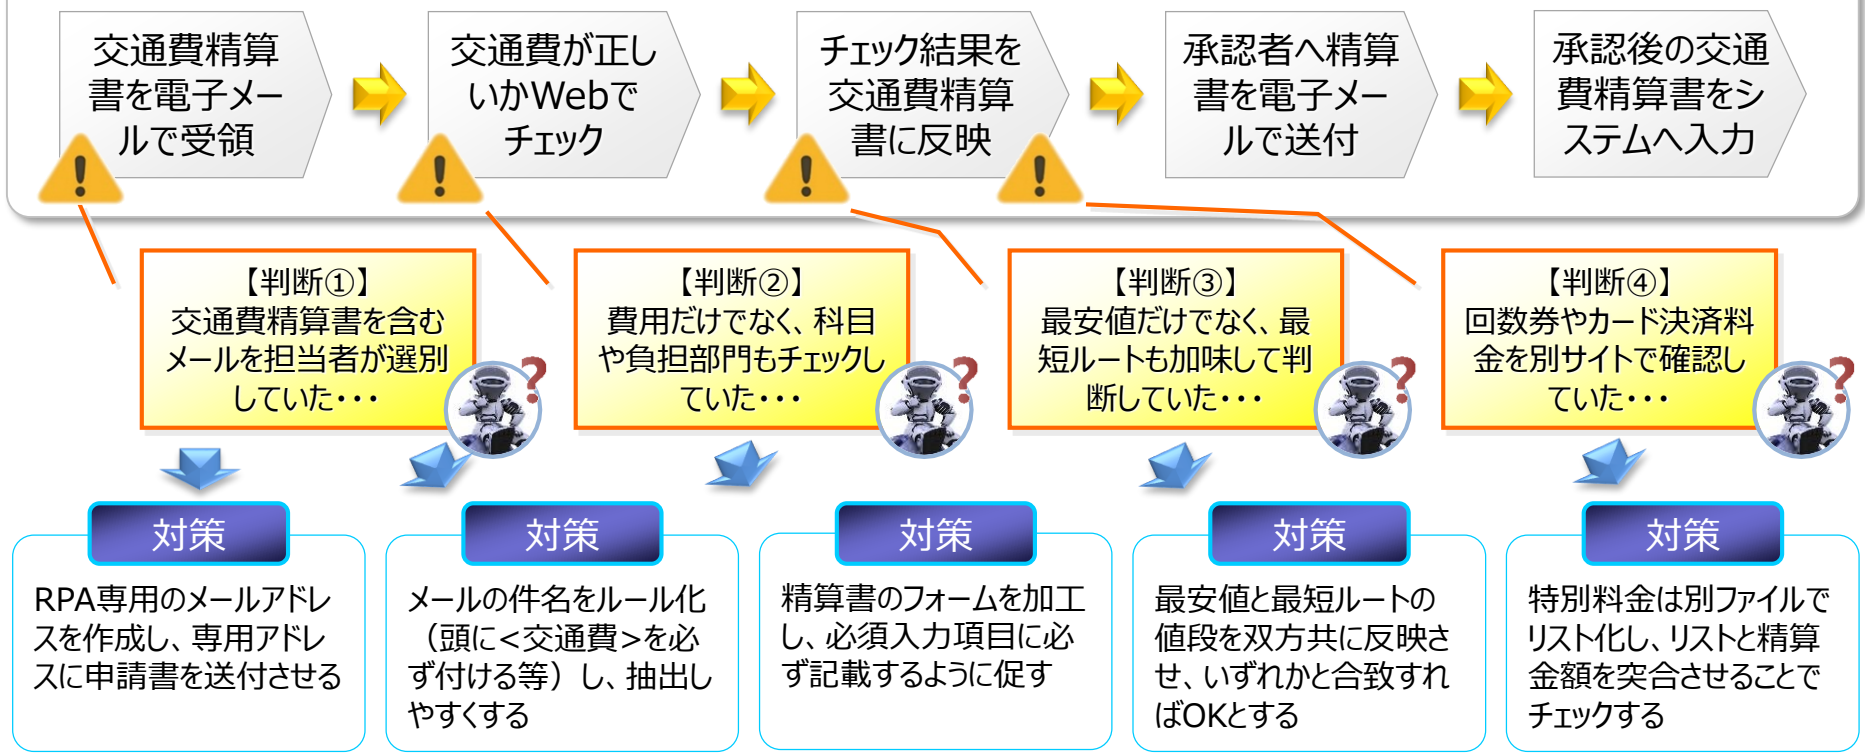 交通費精算
書を電子メー
ルで受領
交通費が正し
いかWebで
チェック
チェック結果を
交通費精算
書に反映
承認者へ精算
書を電子メー
ルで送付
承認後の交通
費精算書をシ
ステムへ入力
【判断①】
交通費精算書を含む
メールを担当者が選別
していた・・・
【判断②】
費用だけでなく、科目
や負担部門もチェックし
ていた・・・
【判断③】
最安値だけでなく、最
短ルートも加味して判
断していた・・・
【判断④】
回数券やカード決済料
金を別サイトで確認し
ていた・・・
対策
RPA専用のメールアドレ
スを作成し、専用アドレ
スに申請書を送付させる
対策
メールの件名をルール化
（頭に<交通費>を必
ず付ける等）し、抽出し
やすくする
対策
精算書のフォームを加工
し、必須入力項目に必
ず記載するように促す
対策
最安値と最短ルートの
値段を双方共に反映さ
せ、いずれかと合致すれ
ばOKとする
対策
特別料金は別ファイルで
リスト化し、リストと精算
金額を突合させることで
チェックする